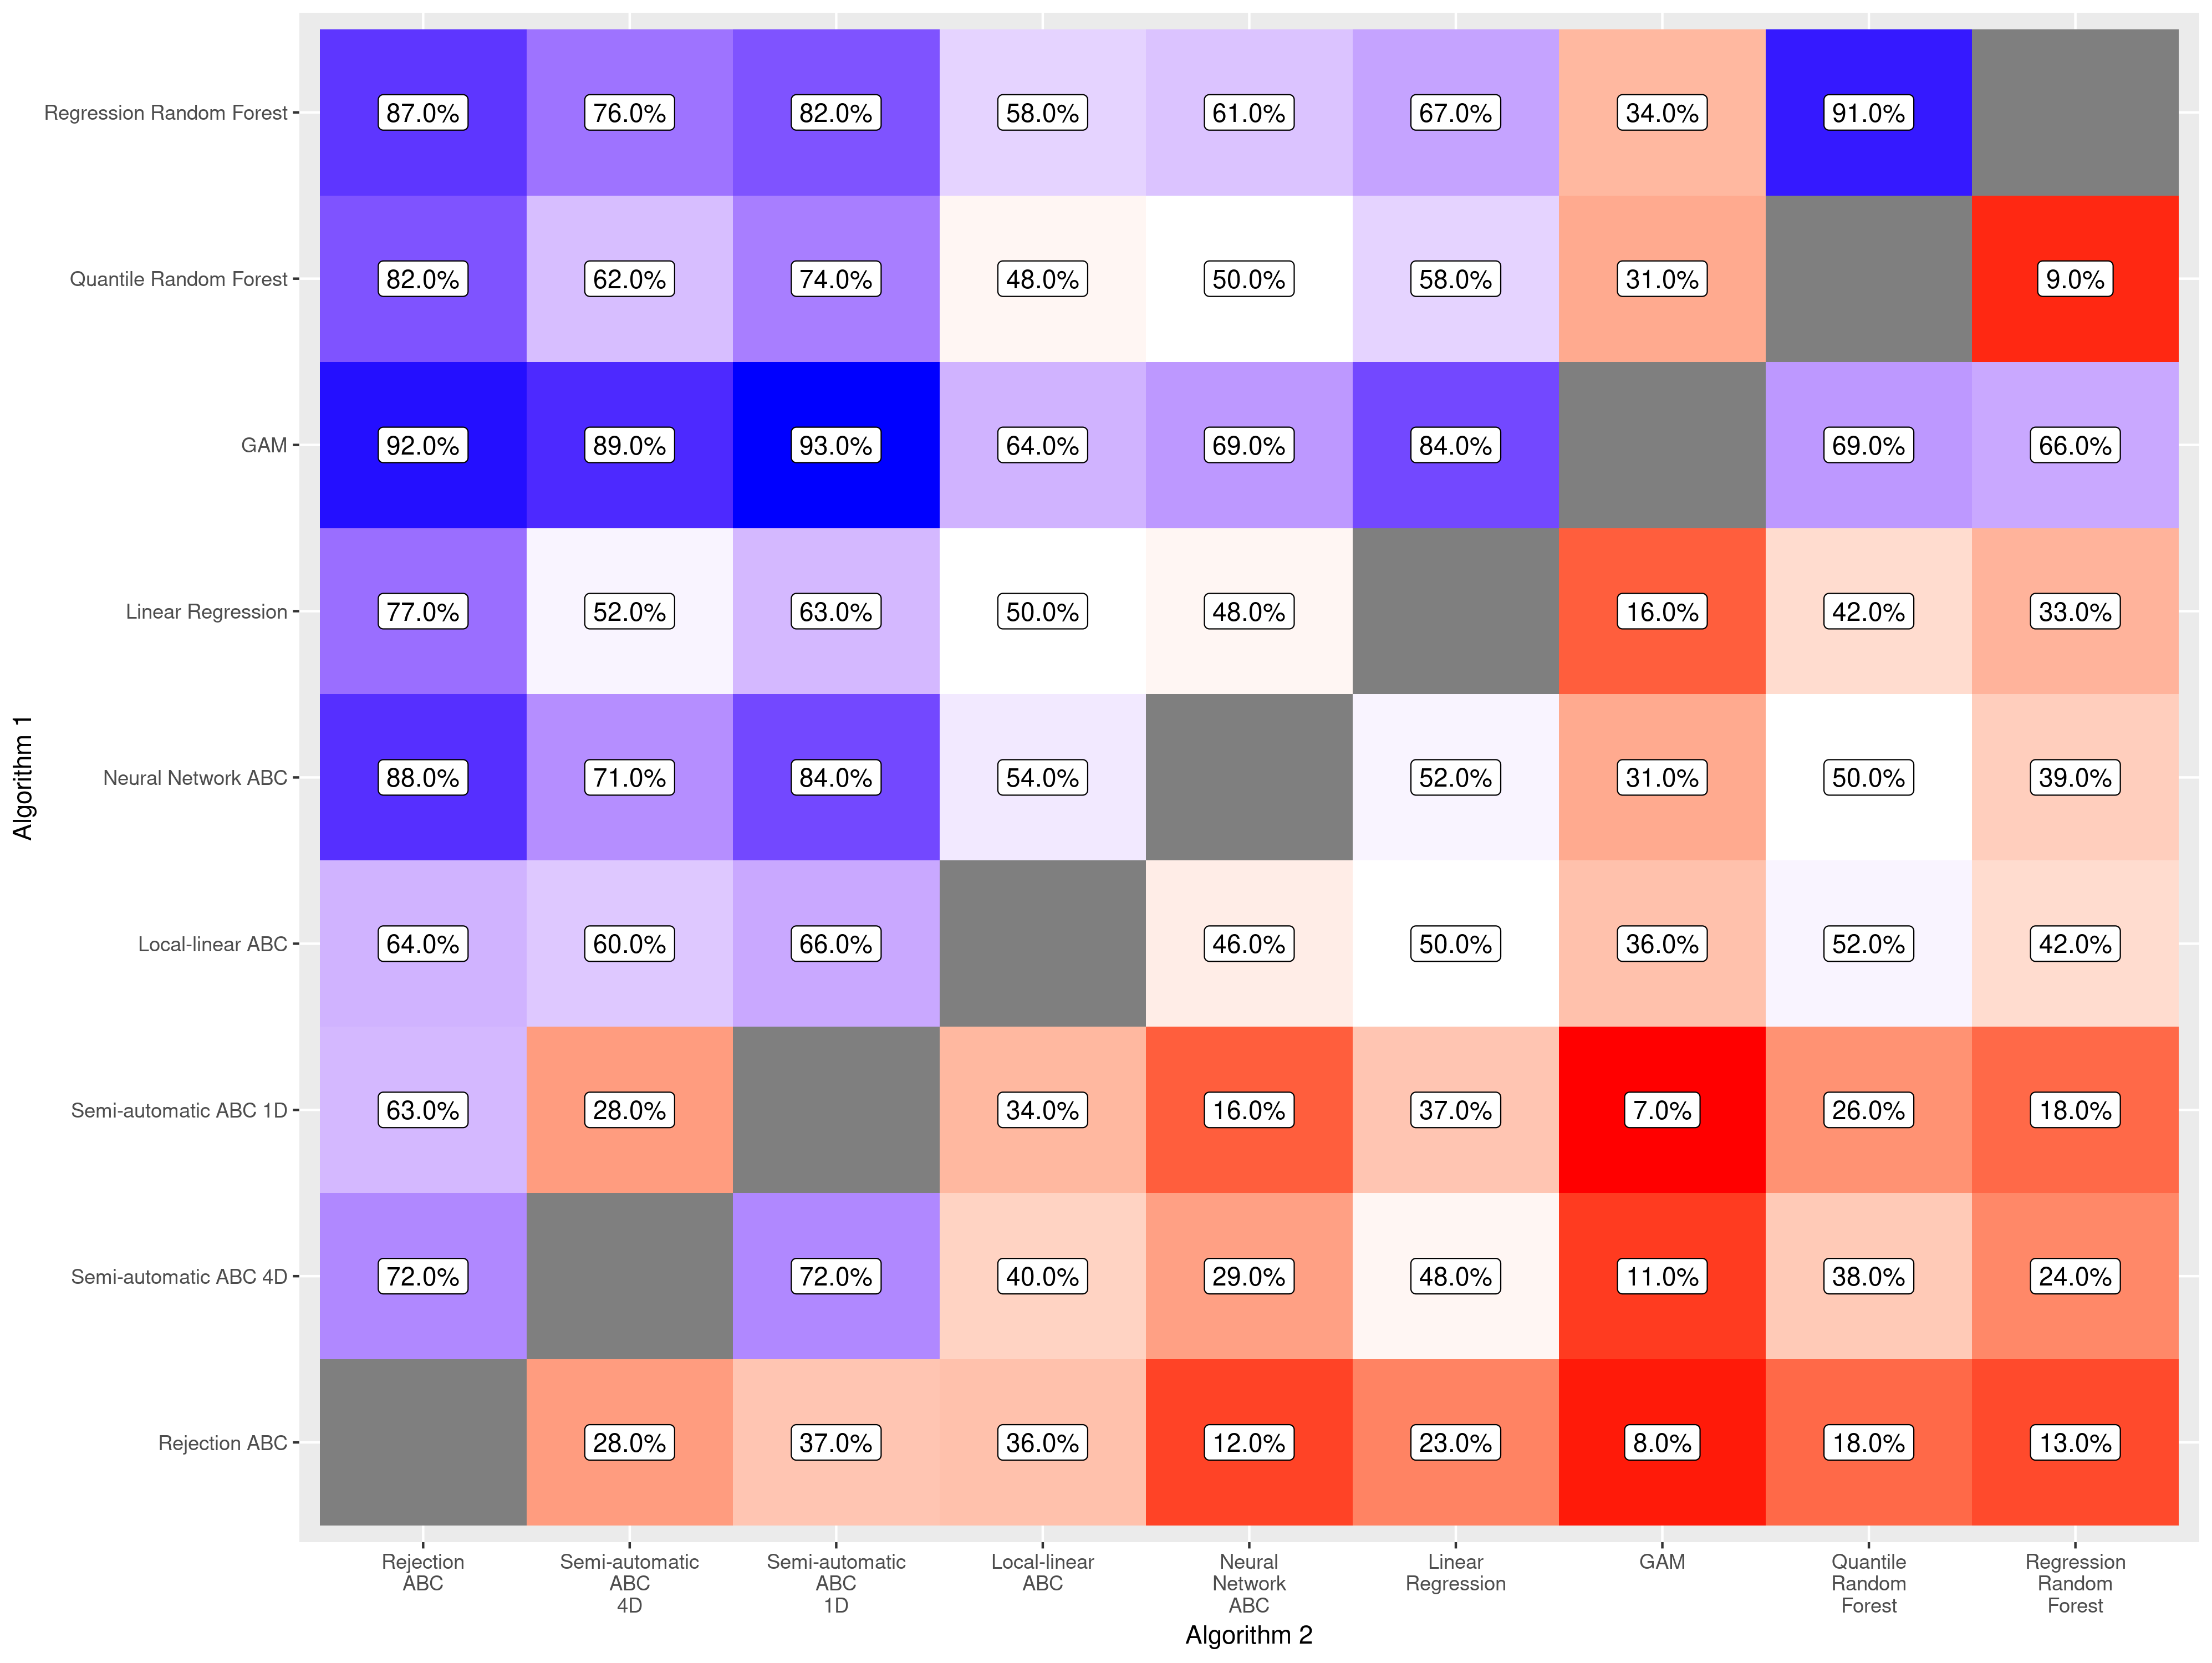 Regression Random Forest 87.0% 76.0% 82.0% 58.0% 61.0% 67.0% 34.0% 91.0%
Quantile Random Forest 82.0% 62.0% 74.0% 48.0% 50.0% 58.0% 31.0% 9.0%
GAM 92.0% 89.0% 93.0% 64.0% 69.0% 84.0% 69.0% 66.0%
Linear Regression 77.0% 52.0% 63.0% 50.0% 48.0% 16.0% 42.0% 33.0%
Neural Network ABC 88.0% 71.0% 84.0% 54.0% 52.0% 31.0% 50.0% 39.0%
Local-linear ABC 64.0% 60.0% 66.0% 46.0% 50.0% 36.0% 52.0% 42.0%
Semi-automatic ABC 1D 63.0% 28.0% 34.0% 16.0% 37.0% 7.0% 26.0% 18.0%
Semi-automatic ABC 4D 72.0% 72.0% 40.0% 29.0% 48.0% 11.0% 38.0% 24.0%
Rejection ABC 28.0% 37.0% 36.0% 12.0% 23.0% 8.0% 18.0% 13.0%
Algorithm 1
Rejection
ABC
Semi-automatic
ABC
4D
Semi-automatic
ABC
1D
Local-linear
ABC
Neural
Network
ABC
Linear
Regression
GAM
Quantile
Random
Forest
Regression
Random
Forest
Algorithm 2